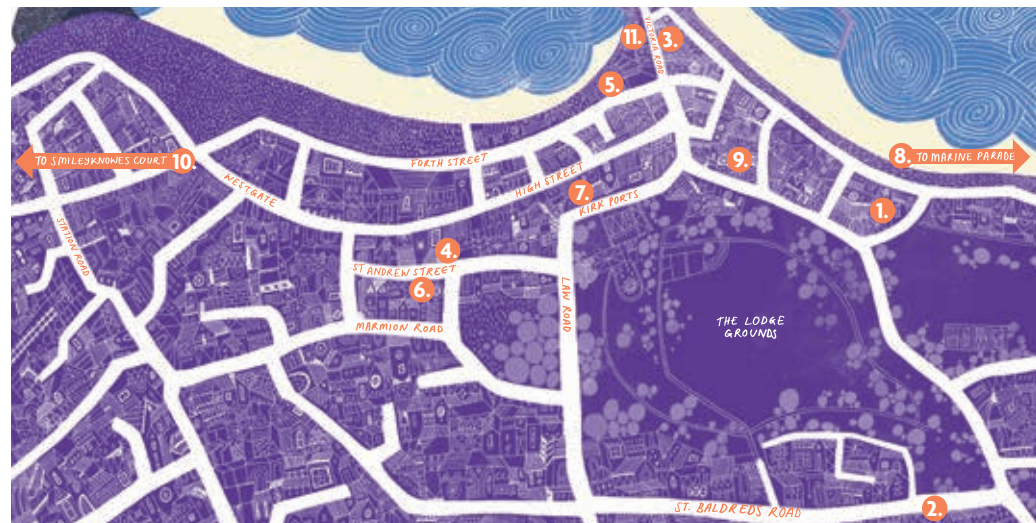 VICTORIA ROAD
11.
3.
5.
TO SMILEYKNOWES COURT 10.
FORTH STREET
8. TO MARINE PARADE
9.
WESTGATE
HIGH STREET
7.
KIRK PORTS
1.
STATION ROAD
4.
ST ANDREW STREET
6.
LAW ROAD
MARMION ROAD
THE LODGE
GROUNDS
ST. BALDREDS ROAD
2.